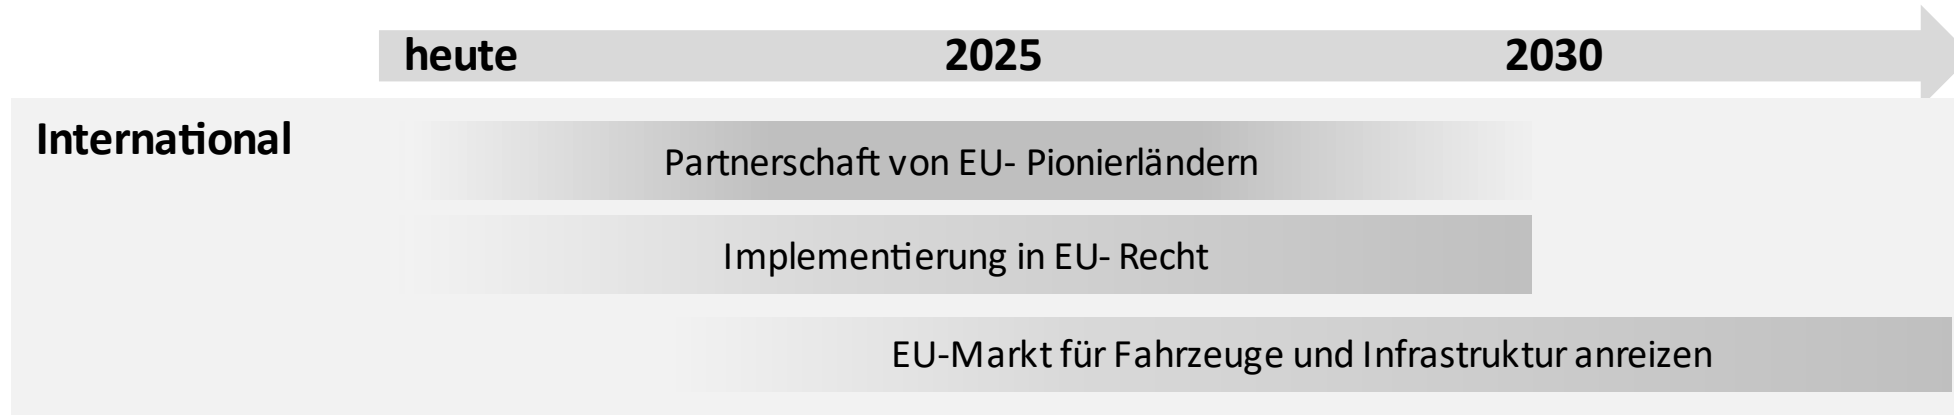 heute 2025 2030
International
Partnerschaft von EU- Pionierländern
Implementierung in EU- Recht
EU-Markt für Fahrzeuge und Infrastruktur anreizen